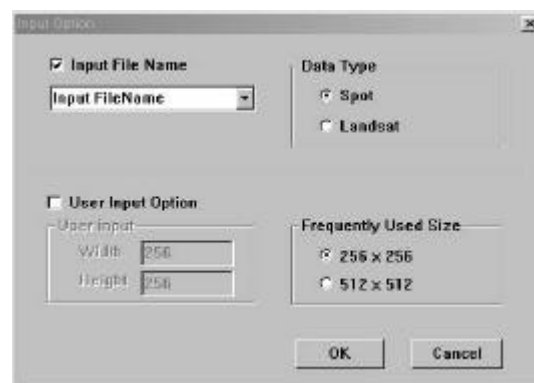 Input Option
Input File Name
Input FileName
Data Type
Spot
Landsat
User Input Option
User input
Width 256
Height 256
Frequently Used Size
256 x 256
512 x 512
OK Cancel